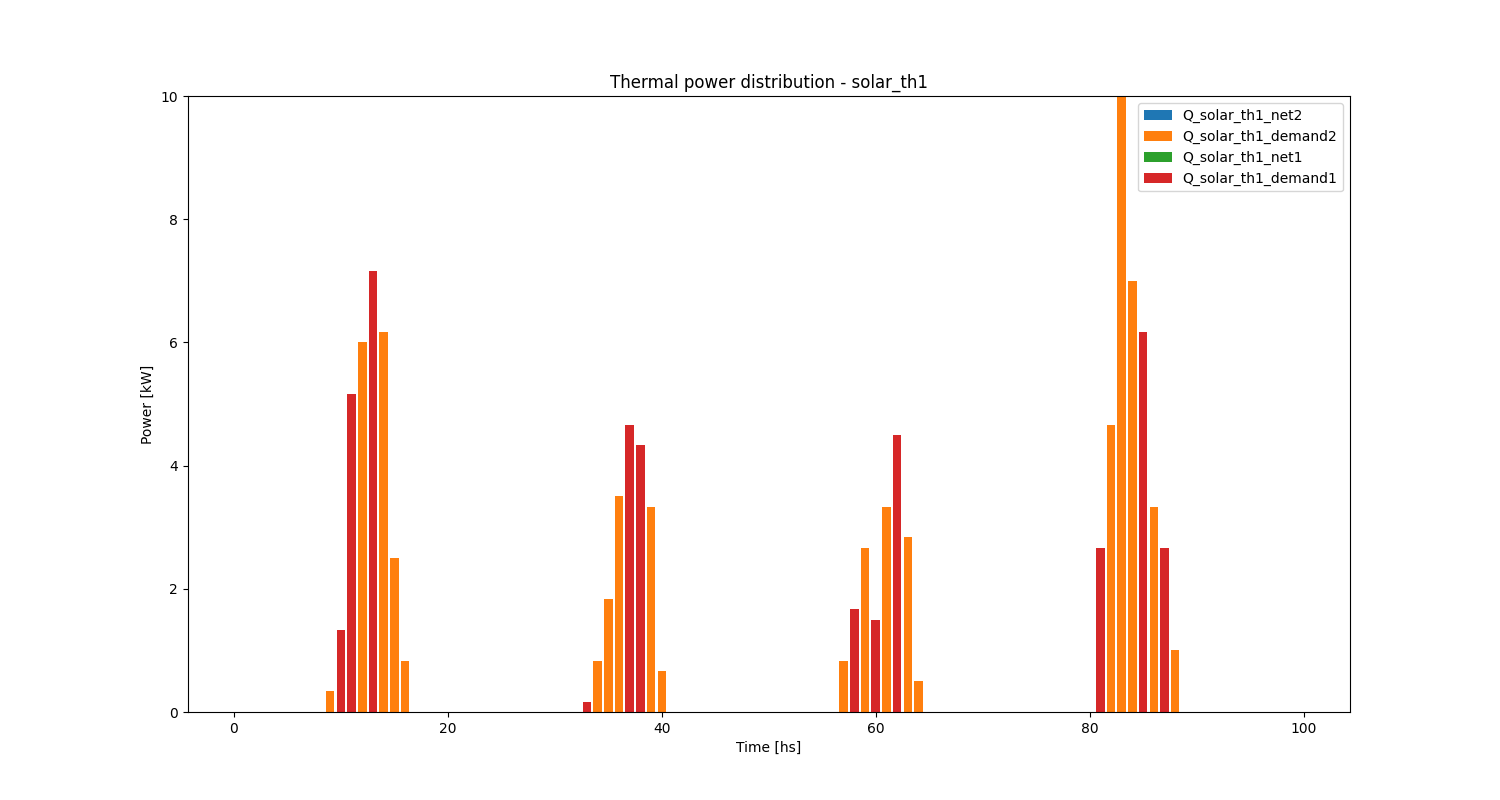 Thermal power distribution - solar_th1
10
8
6
4
2
0
Power [kW]
Q_solar_th1_net2
Q_solar_th1_demand2
Q_solar_th1_net1
Q_solar_th1_demand1
0 20 40 60 80 100
Time [hs]